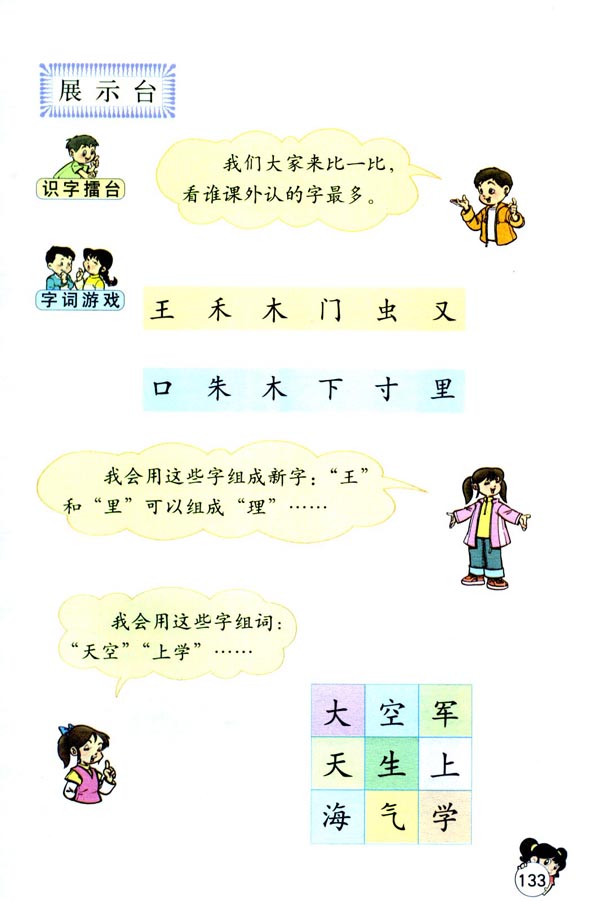 展示台
识字擂台
我们大家来比一比，
看谁课外认的字最多。
字词游戏
王 禾 木 门 虫 又
口 朱 木 下 寸 里
我会用这些字组成新字：“王”
和“里”可以组成“理”……
我会用这些字组词：
“天空”“上学”……
大 空 军
天 生 上
海 气 学
133